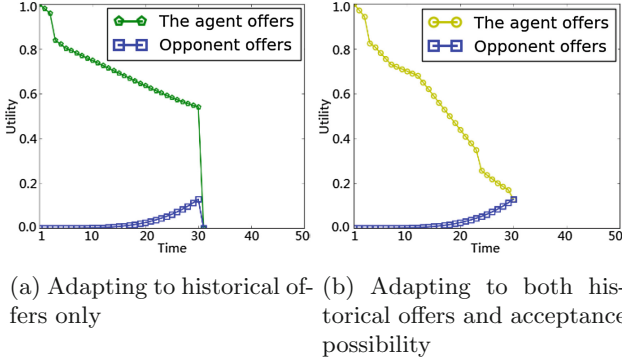 The agent offers
Opponent offers
1.0
0.8
0.6
0.4
0.2
0.0
Utility
1 10 20 30 40 50
Time
The agent offers
Opponent offers
1.0
0.8
0.6
0.4
0.2
0.0
Utility
1 10 20 30 40 50
Time
(a) Adapting to historical of-
fers only
(b) Adapting to both his-
torical offers and acceptance
possibility